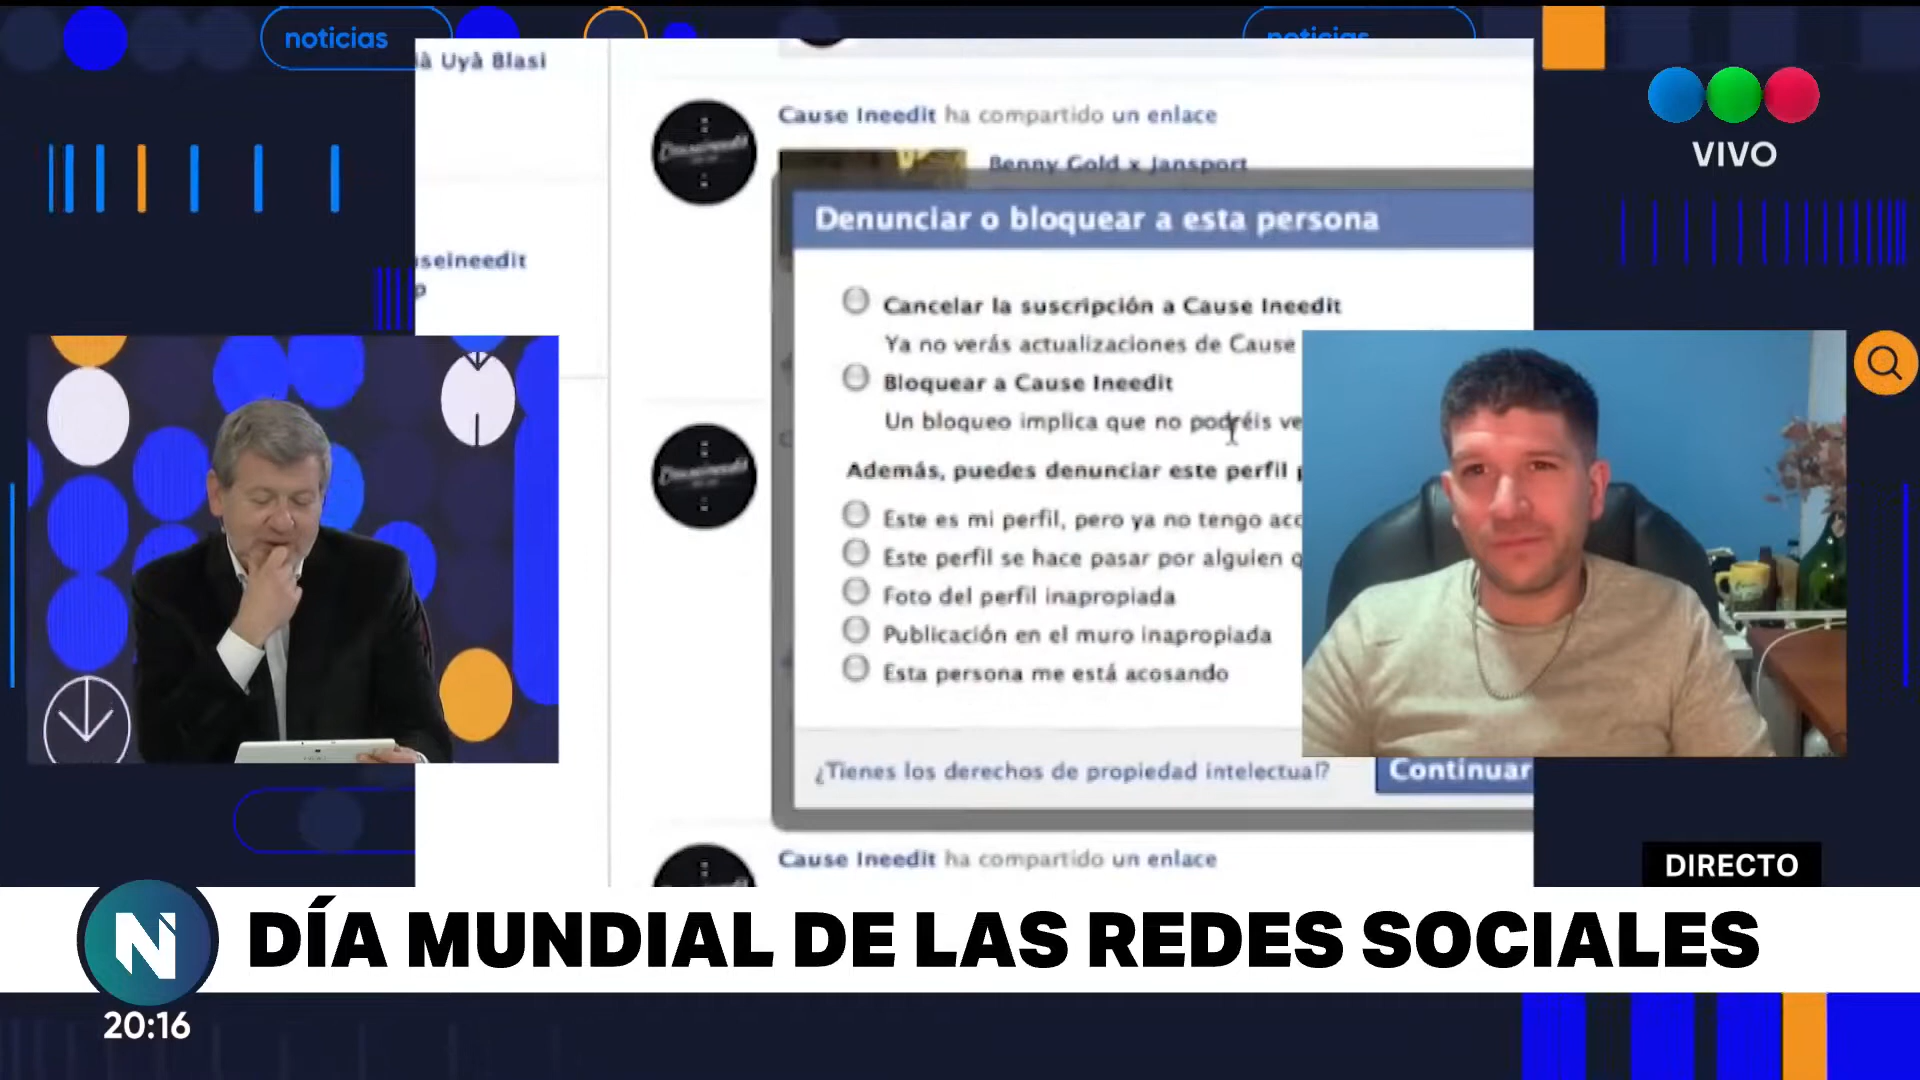 noticias
noticias
ià Uyà Blasi
VIVO
Cause Ineedit ha compartido un enlace
Benny Gold x Jansport
Denunciar o bloquear a esta persona
useineedit
p
Cancelar la suscripción a Cause Ineedit
Ya no verás actualizaciones de Cause
Bloquear a Cause Ineedit
Un bloqueo implica que no podréis ve
Además, puedes denunciar este perfil p
Este es mi perfil, pero ya no tengo acc
Este perfil se hace pasar por alguien q
Foto del perfil inapropiada
Publicación en el muro inapropiada
Esta persona me está acosando
¿Tienes los derechos de propiedad intelectual?
Continuar
Cause Ineedit ha compartido un enlace
DIRECTO
N
DÍA MUNDIAL DE LAS REDES SOCIALES
20:16